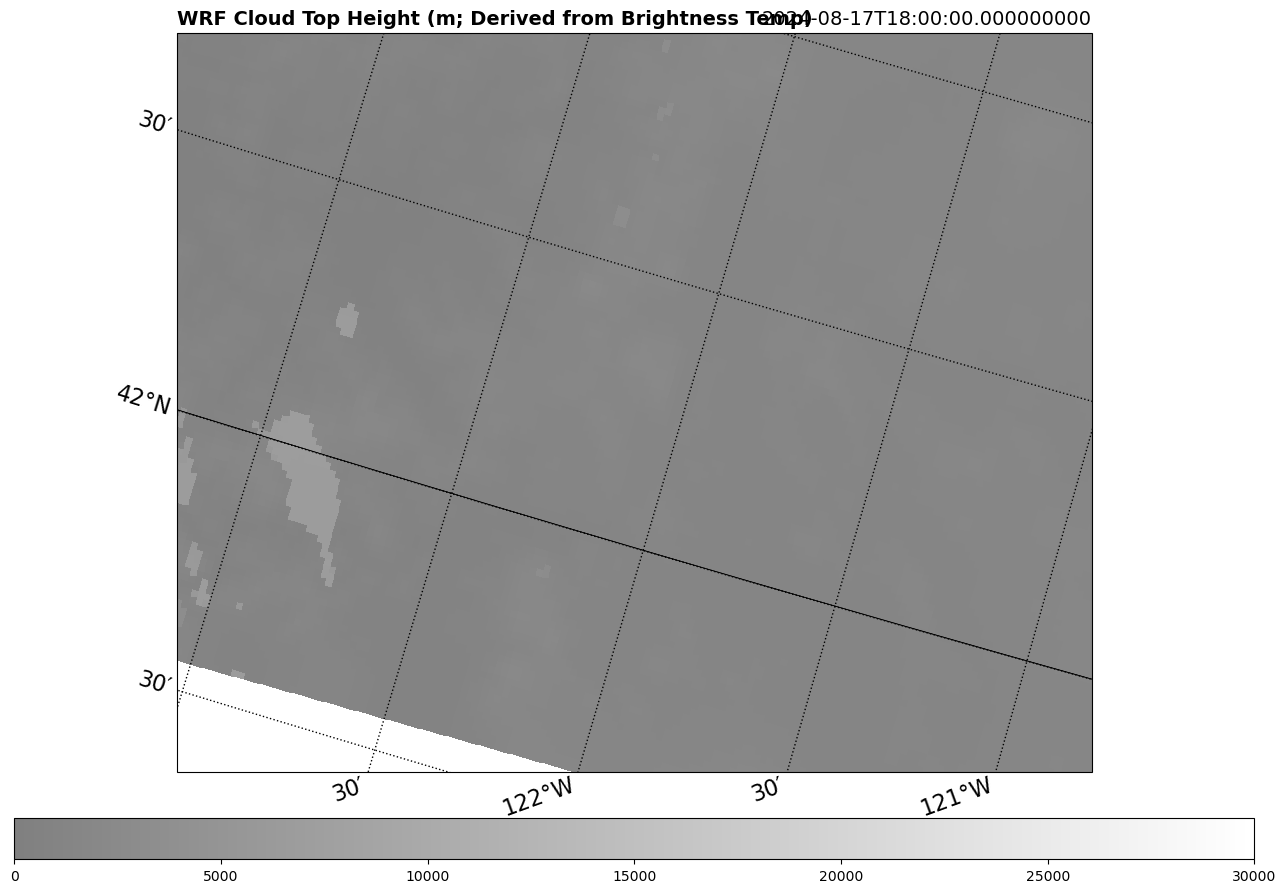 WRF Cloud Top Height (m; Derived from Brightness Temp)
2024-08-17T18:00:00.000000000
30′
42°N
30′
30′ 122°W 30′ 121°W
0 5000 10000 15000 20000 25000 30000